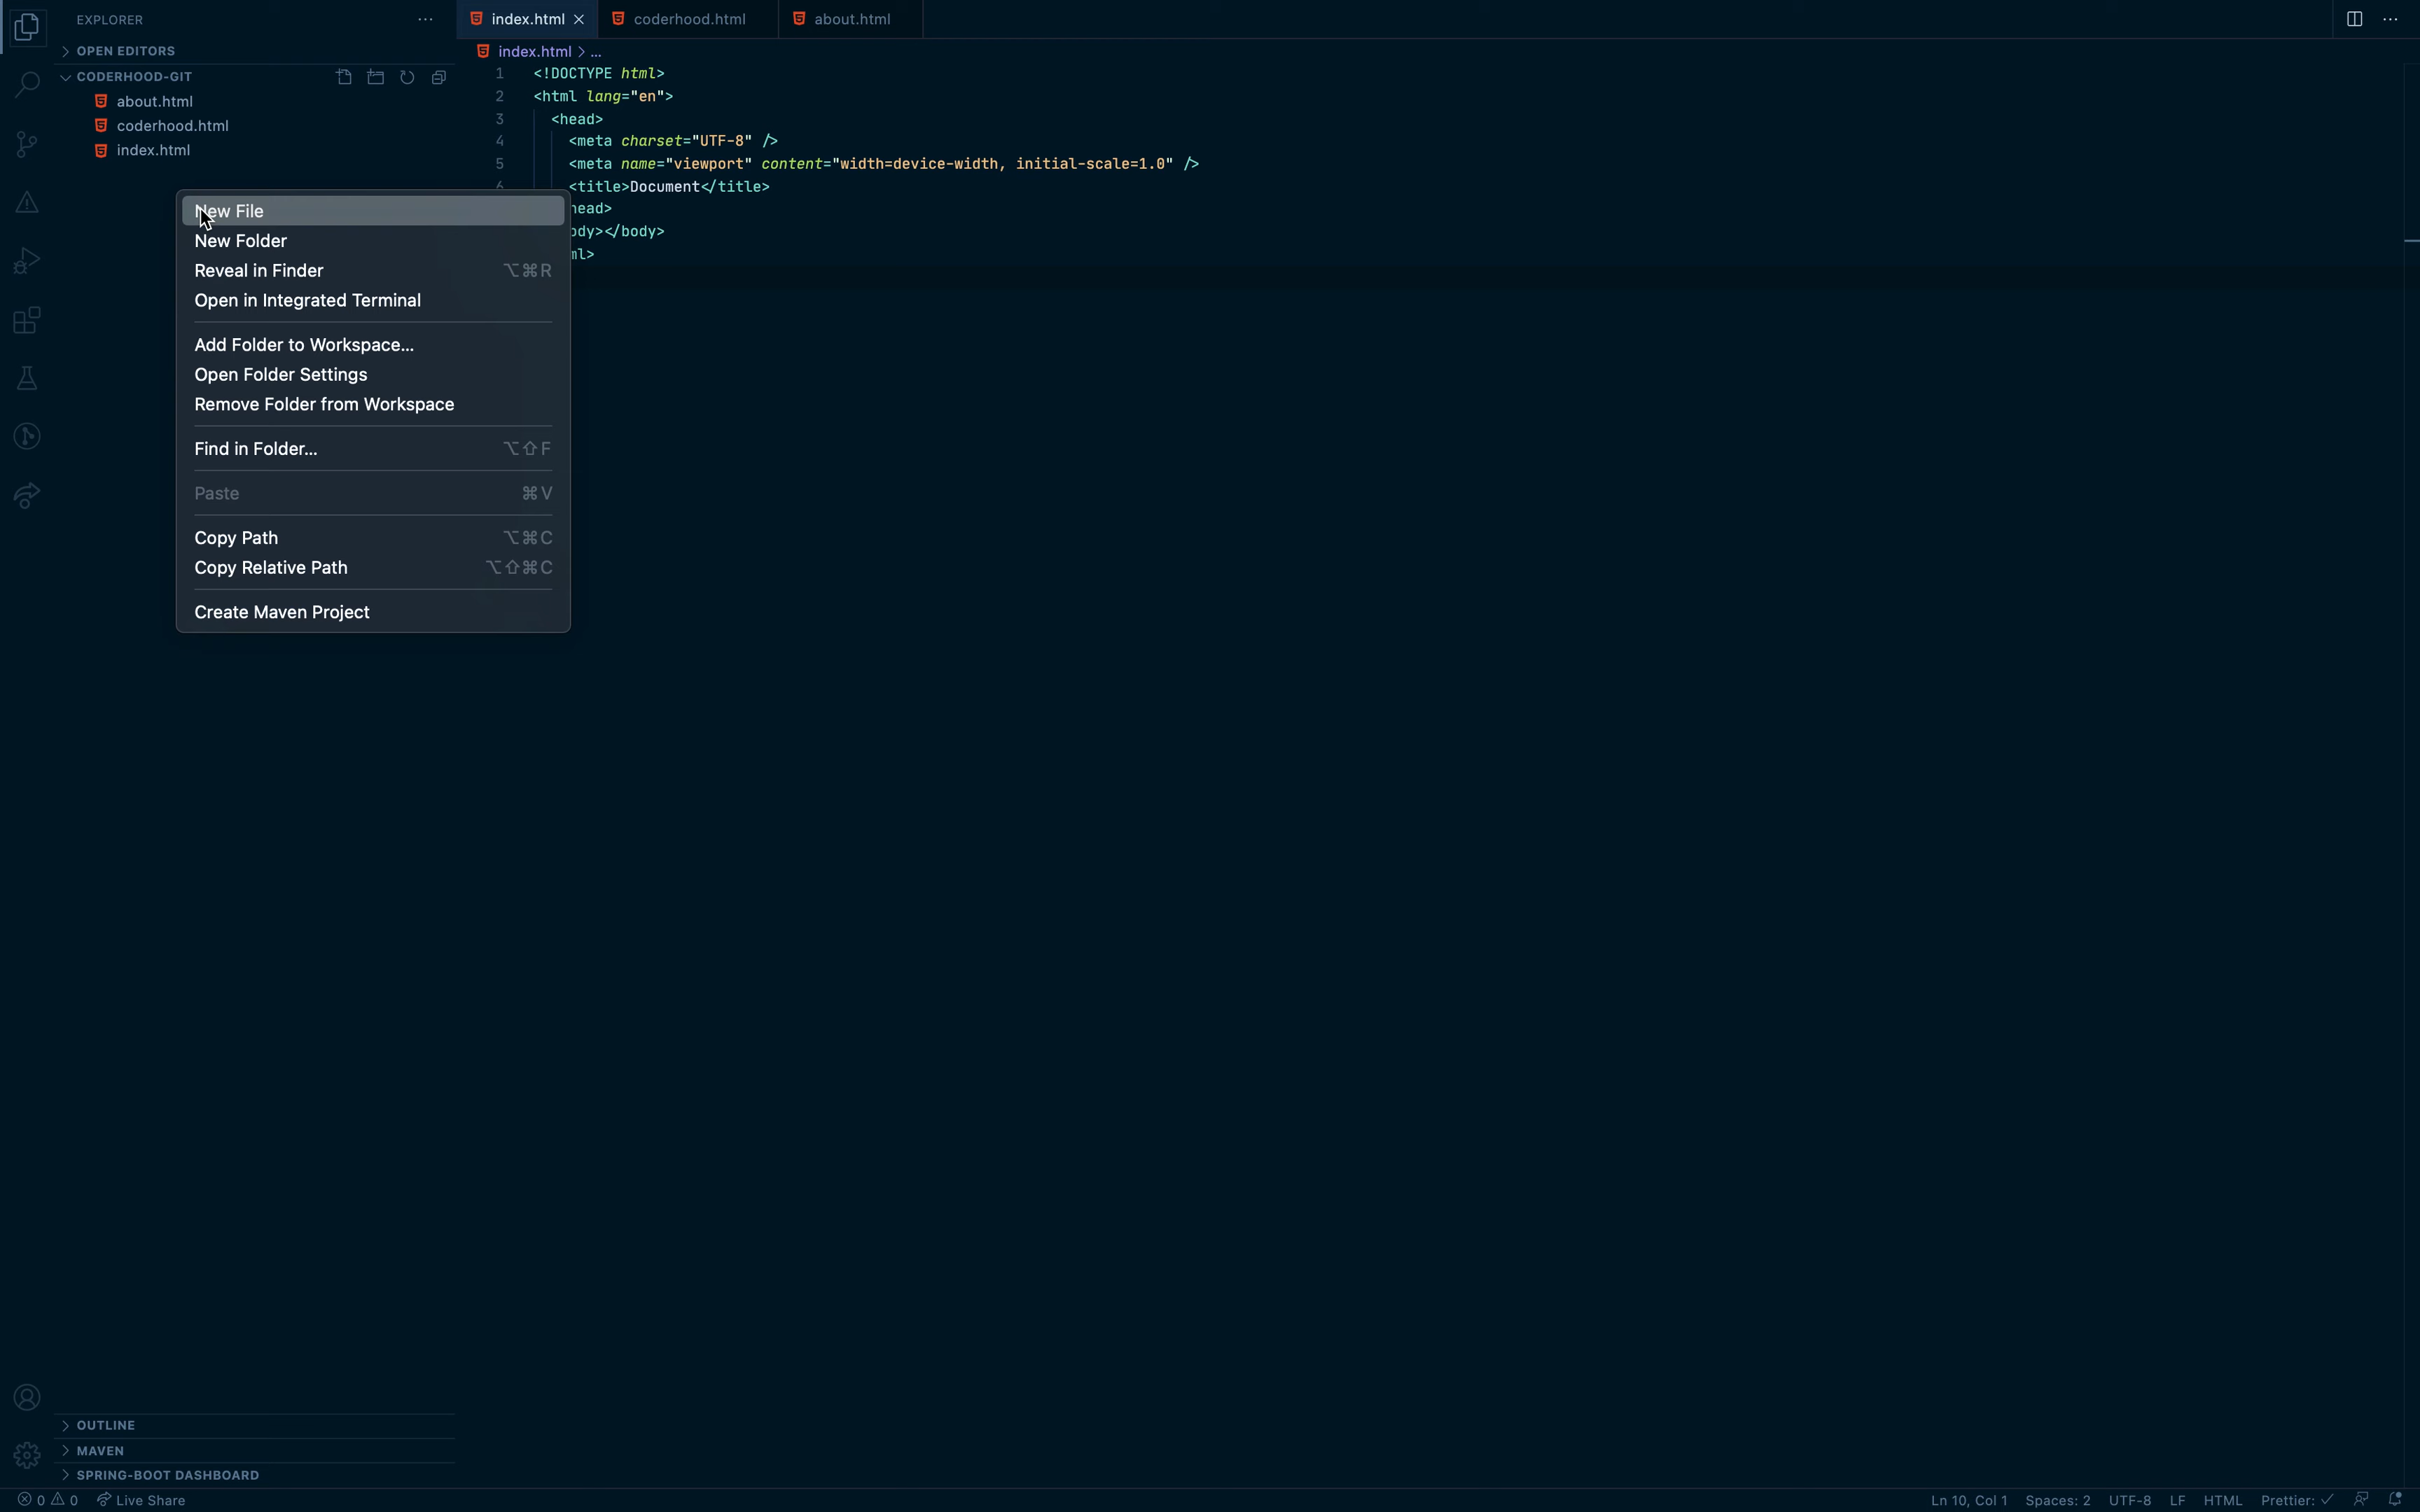 EXPLORER
OPEN EDITORS
CODERHOOD-GIT
about.html
coderhood.html
index.html
index.html
coderhood.html
about.html
index.html > ...
1 <!DOCTYPE html>
2 <html lang="en">
3 <head>
4 <meta charset="UTF-8" />
5 <meta name="viewport" content="width=device-width, initial-scale=1.0" />
6 <title>Document</title>
head>
ody></body>
ml>
New File
New Folder
Reveal in Finder ⌥⌘R
Open in Integrated Terminal
Add Folder to Workspace...
Open Folder Settings
Remove Folder from Workspace
Find in Folder... ⌥⇧F
Paste ⌘V
Copy Path ⌥⌘C
Copy Relative Path ⌥⇧⌘C
Create Maven Project
OUTLINE
MAVEN
SPRING-BOOT DASHBOARD
0 0 Live Share
Ln 10, Col 1 Spaces: 2 UTF-8 LF HTML Prettier: ✓